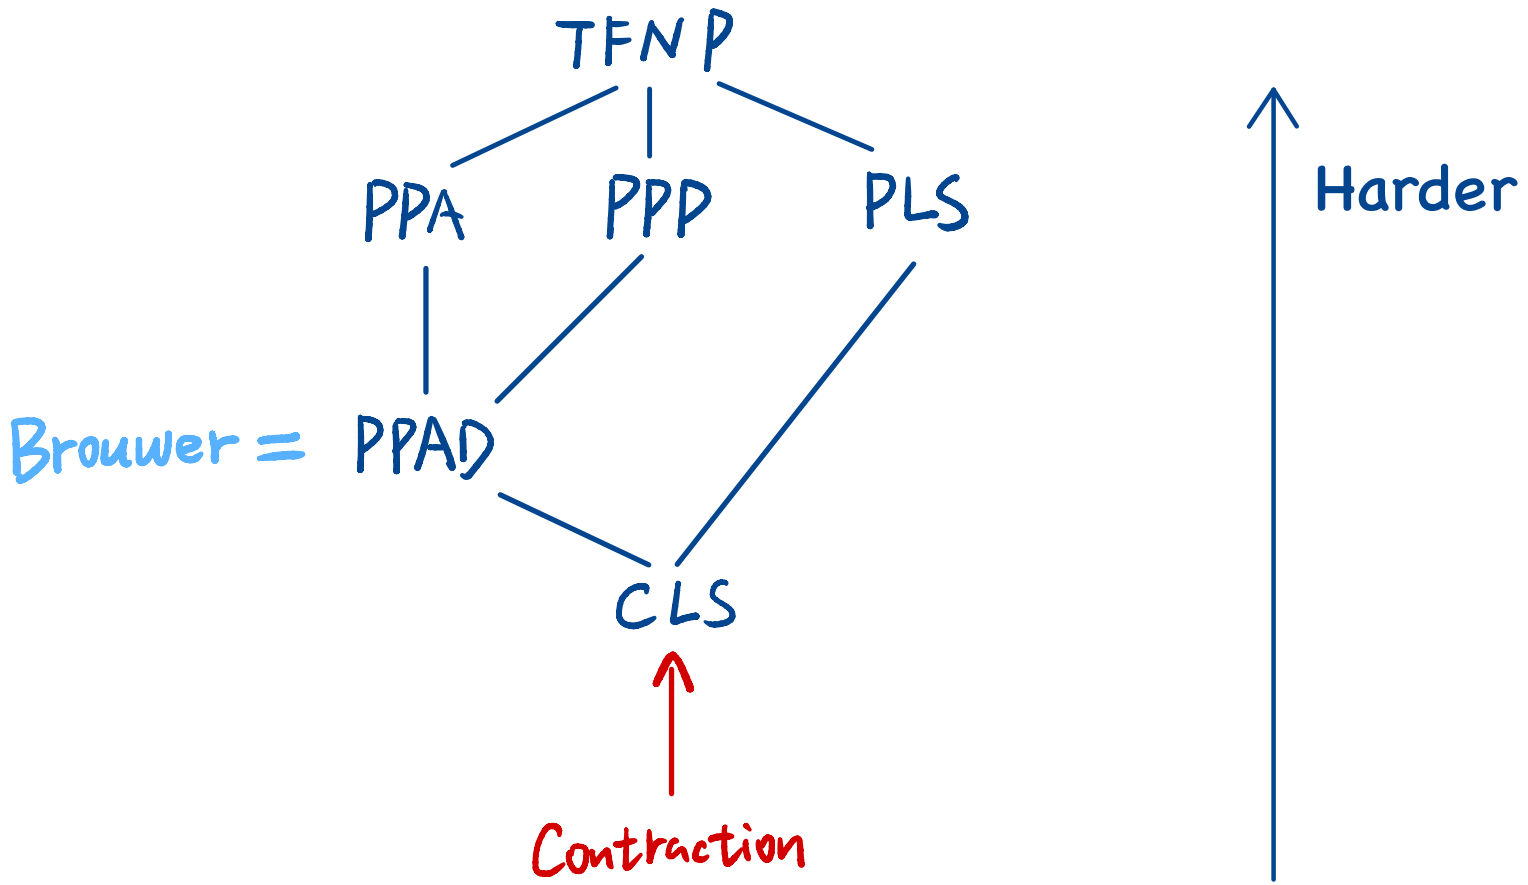 TFNP
PPA PPP PLS
Harder
Brouwer = PPAD
CLS
Contraction